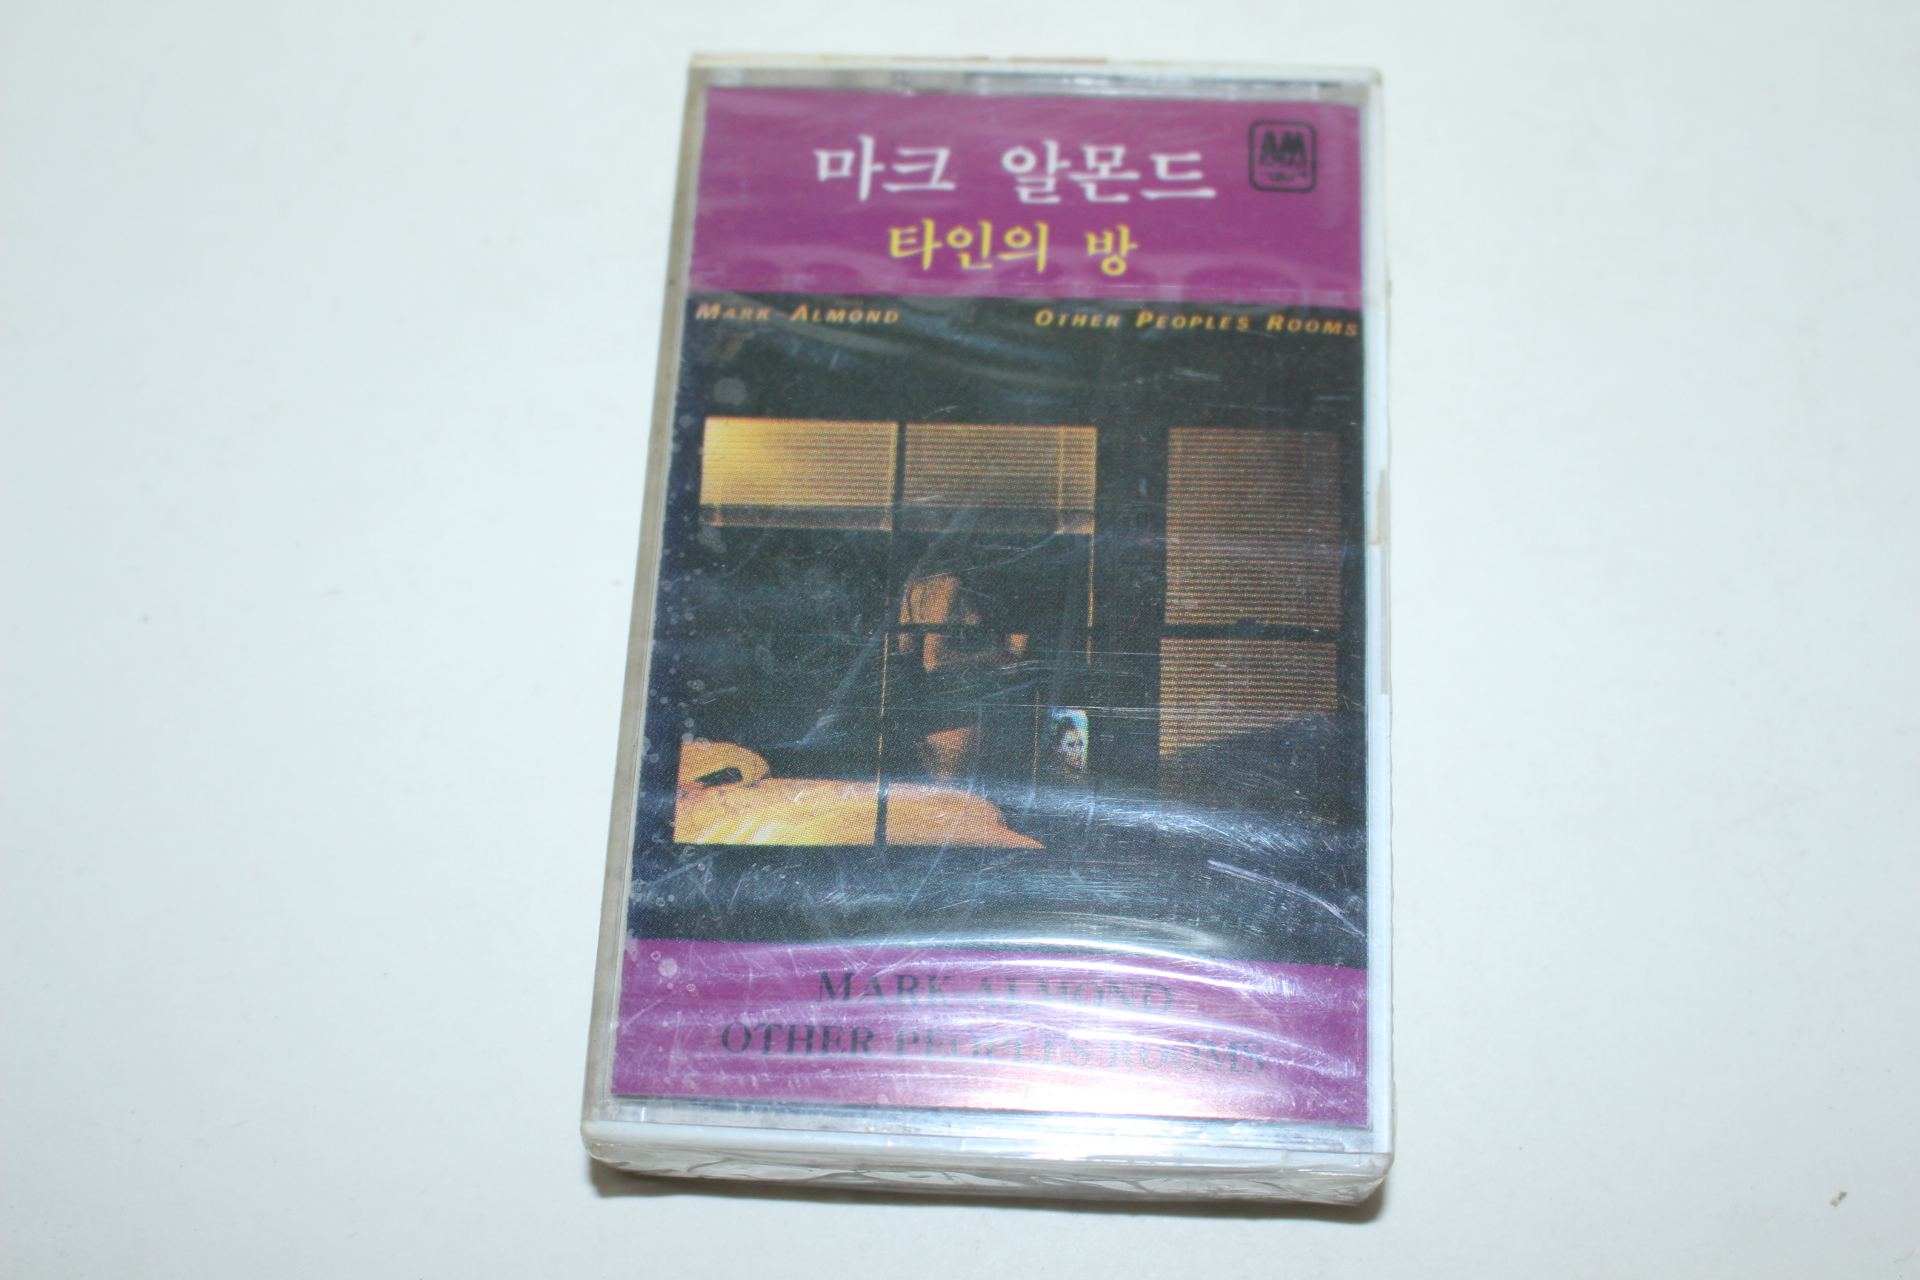 마크 알몬드
AM
타인의 방
MARK-ALMOND OTHER PEOPLES ROOMS
MARK-ALMOND
OTHER PEOPLES ROOMS